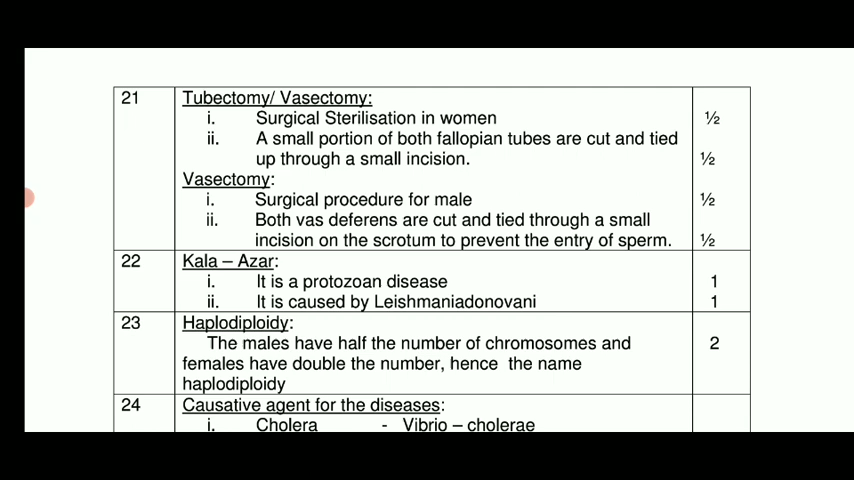 21 Tubectomy/ Vasectomy:
i. Surgical Sterilisation in women ½
ii. A small portion of both fallopian tubes are cut and tied
up through a small incision. ½
Vasectomy:
i. Surgical procedure for male ½
ii. Both vas deferens are cut and tied through a small
incision on the scrotum to prevent the entry of sperm. ½
22 Kala – Azar:
i. It is a protozoan disease 1
ii. It is caused by Leishmaniadonovani 1
23 Haplodiploidy:
The males have half the number of chromosomes and 2
females have double the number, hence the name
haplodiploidy
24 Causative agent for the diseases:
i. Cholera - Vibrio – cholerae